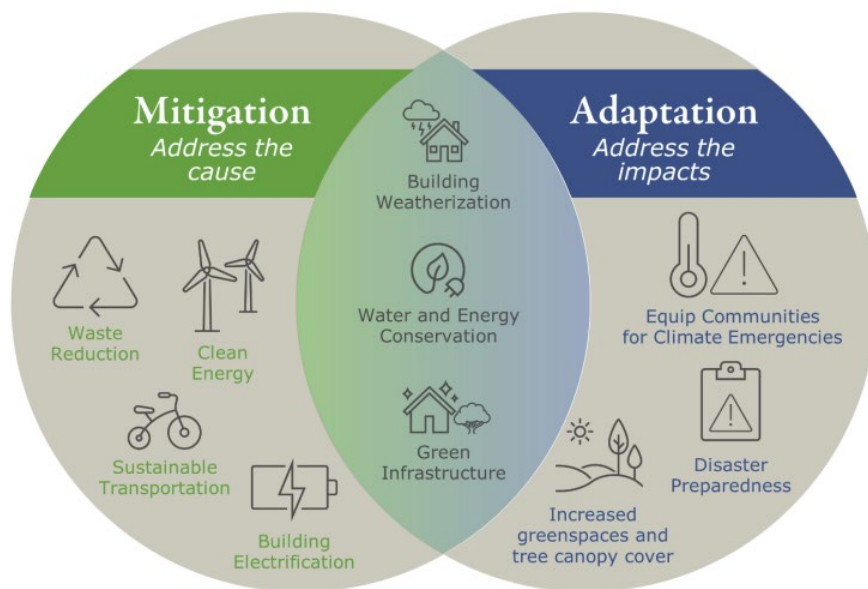 Mitigation
Address the
cause
Adaptation
Address the
impacts
Building
Weatherization
Water and Energy
Conservation
Green
Infrastructure
Waste
Reduction
Clean
Energy
Sustainable
Transportation
Building
Electrification
Equip Communities
for Climate Emergencies
Disaster
Preparedness
Increased
greenspaces and
tree canopy cover